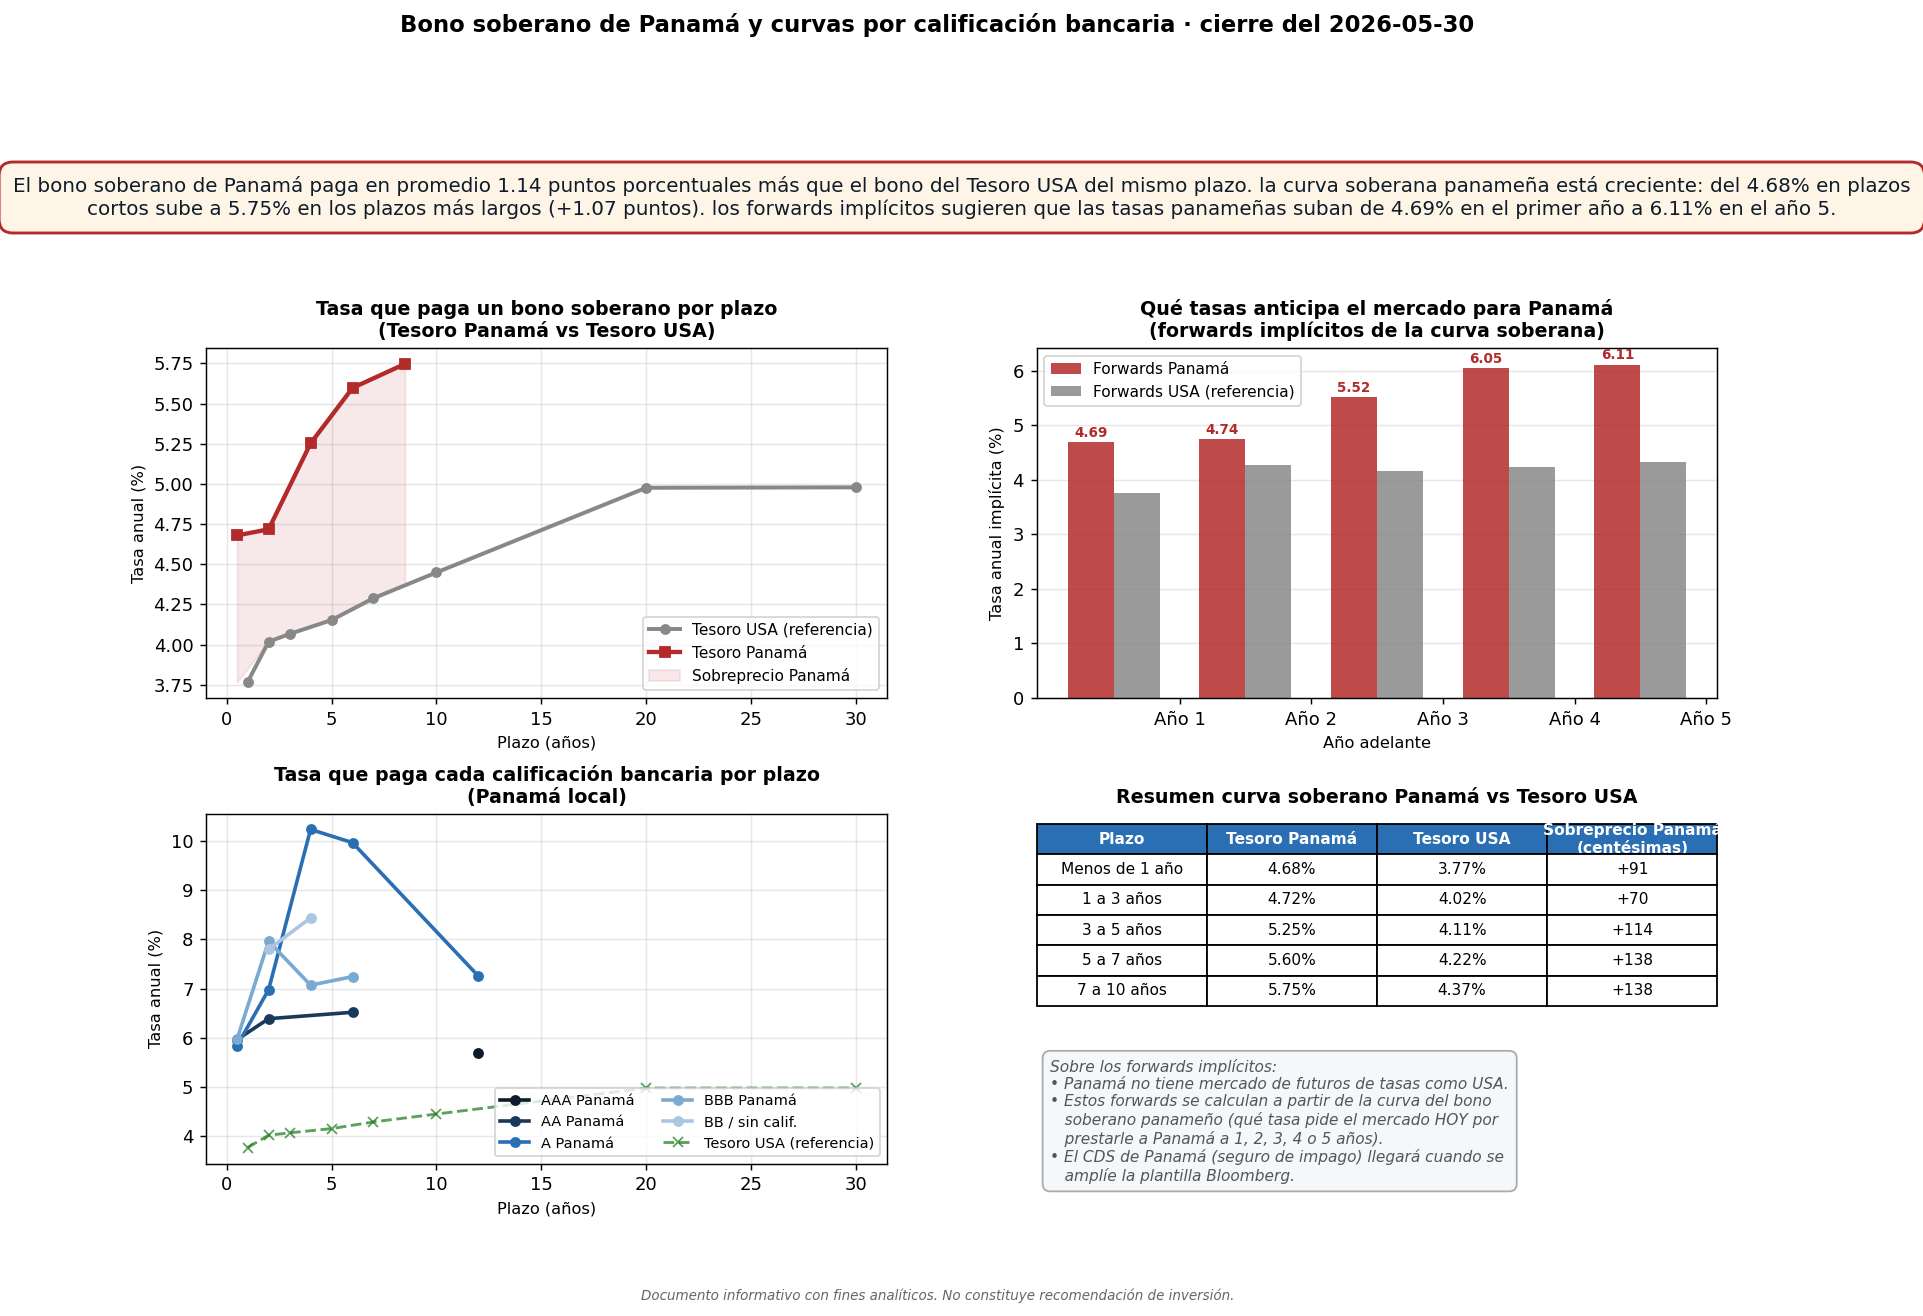 Bono soberano de Panamá y curvas por calificación bancaria · cierre del 2026-05-30
El bono soberano de Panamá paga en promedio 1.14 puntos porcentuales más que el bono del Tesoro USA del mismo plazo. la curva soberana panameña está creciente: del 4.68% en plazos
cortos sube a 5.75% en los plazos más largos (+1.07 puntos). los forwards implícitos sugieren que las tasas panameñas suban de 4.69% en el primer año a 6.11% en el año 5.
Tasa que paga un bono soberano por plazo
(Tesoro Panamá vs Tesoro USA)
Tasa anual (%)
5.75
5.50
5.25
5.00
4.75
4.50
4.25
4.00
3.75
Tesoro USA (referencia)
Tesoro Panamá
Sobreprecio Panamá
0 5 10 15 20 25 30
Plazo (años)
Qué tasas anticipa el mercado para Panamá
(forwards implícitos de la curva soberana)
Tasa anual implícita (%)
6
5
4
3
2
1
0
Forwards Panamá
Forwards USA (referencia)
4.69 4.74 5.52 6.05 6.11
Año 1 Año 2 Año 3 Año 4 Año 5
Año adelante
Tasa que paga cada calificación bancaria por plazo
(Panamá local)
Tasa anual (%)
10
9
8
7
6
5
4
AAA Panamá
AA Panamá
A Panamá
BBB Panamá
BB / sin calif.
Tesoro USA (referencia)
0 5 10 15 20 25 30
Plazo (años)
Resumen curva soberano Panamá vs Tesoro USA
Plazo Tesoro Panamá Tesoro USA Sobreprecio Panamá
(centésimas)
Menos de 1 año 4.68% 3.77% +91
1 a 3 años 4.72% 4.02% +70
3 a 5 años 5.25% 4.11% +114
5 a 7 años 5.60% 4.22% +138
7 a 10 años 5.75% 4.37% +138
Sobre los forwards implícitos:
• Panamá no tiene mercado de futuros de tasas como USA.
• Estos forwards se calculan a partir de la curva del bono
soberano panameño (qué tasa pide el mercado HOY por
prestarle a Panamá a 1, 2, 3, 4 o 5 años).
• El CDS de Panamá (seguro de impago) llegará cuando se
amplíe la plantilla Bloomberg.
Documento informativo con fines analíticos. No constituye recomendación de inversión.